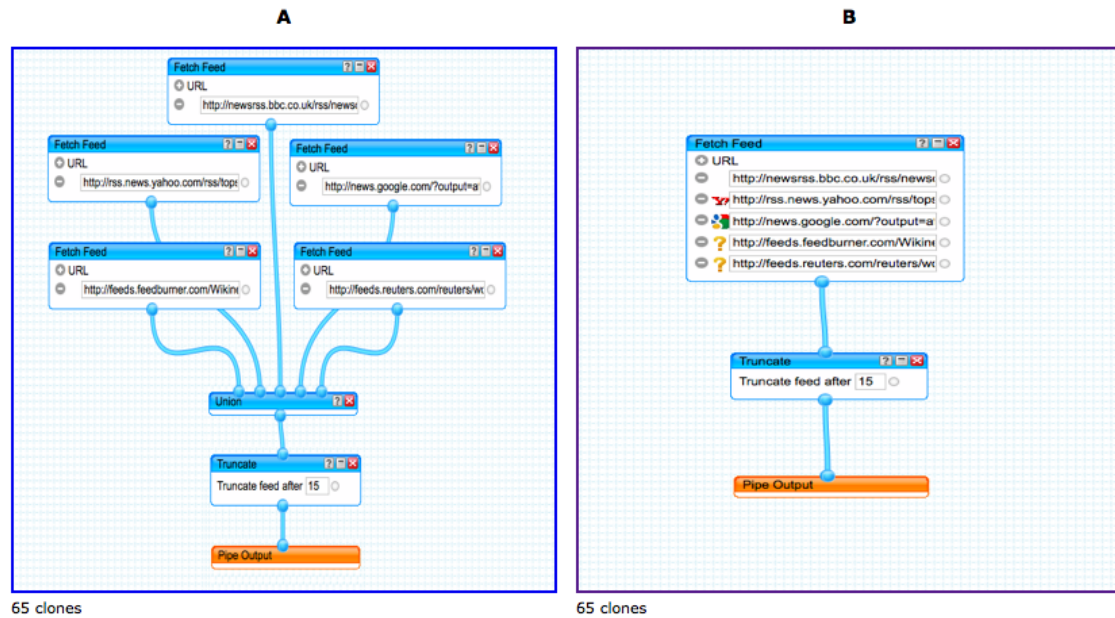 A
B
Fetch Feed
URL
http://newsrss.bbc.co.uk/rss/news
Fetch Feed
URL
http://rss.news.yahoo.com/rss/tops
Fetch Feed
URL
http://news.google.com/?output=a
Fetch Feed
URL
http://feeds.feedburner.com/Wikine
Fetch Feed
URL
http://feeds.reuters.com/reuters/wo
Union
Truncate
Truncate feed after 15
Pipe Output
65 clones
Fetch Feed
URL
http://newsrss.bbc.co.uk/rss/news
http://rss.news.yahoo.com/rss/tops
http://news.google.com/?output=a
http://feeds.feedburner.com/Wikine
http://feeds.reuters.com/reuters/wo
Truncate
Truncate feed after 15
Pipe Output
65 clones